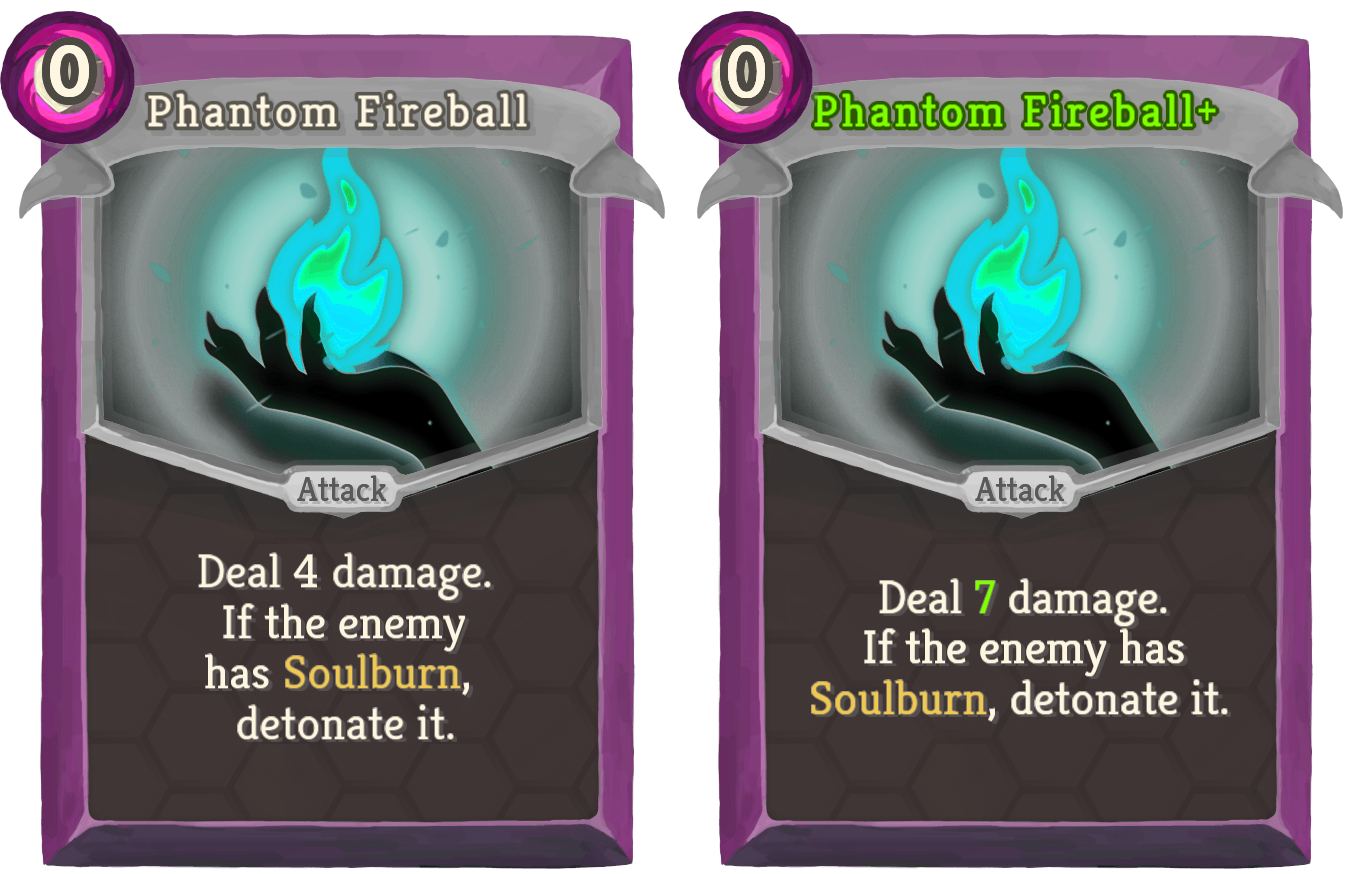 0
Phantom Fireball
Attack
Deal 4 damage.
If the enemy
has Soulburn,
detonate it.
0
Phantom Fireball+
Attack
Deal 7 damage.
If the enemy has
Soulburn, detonate it.